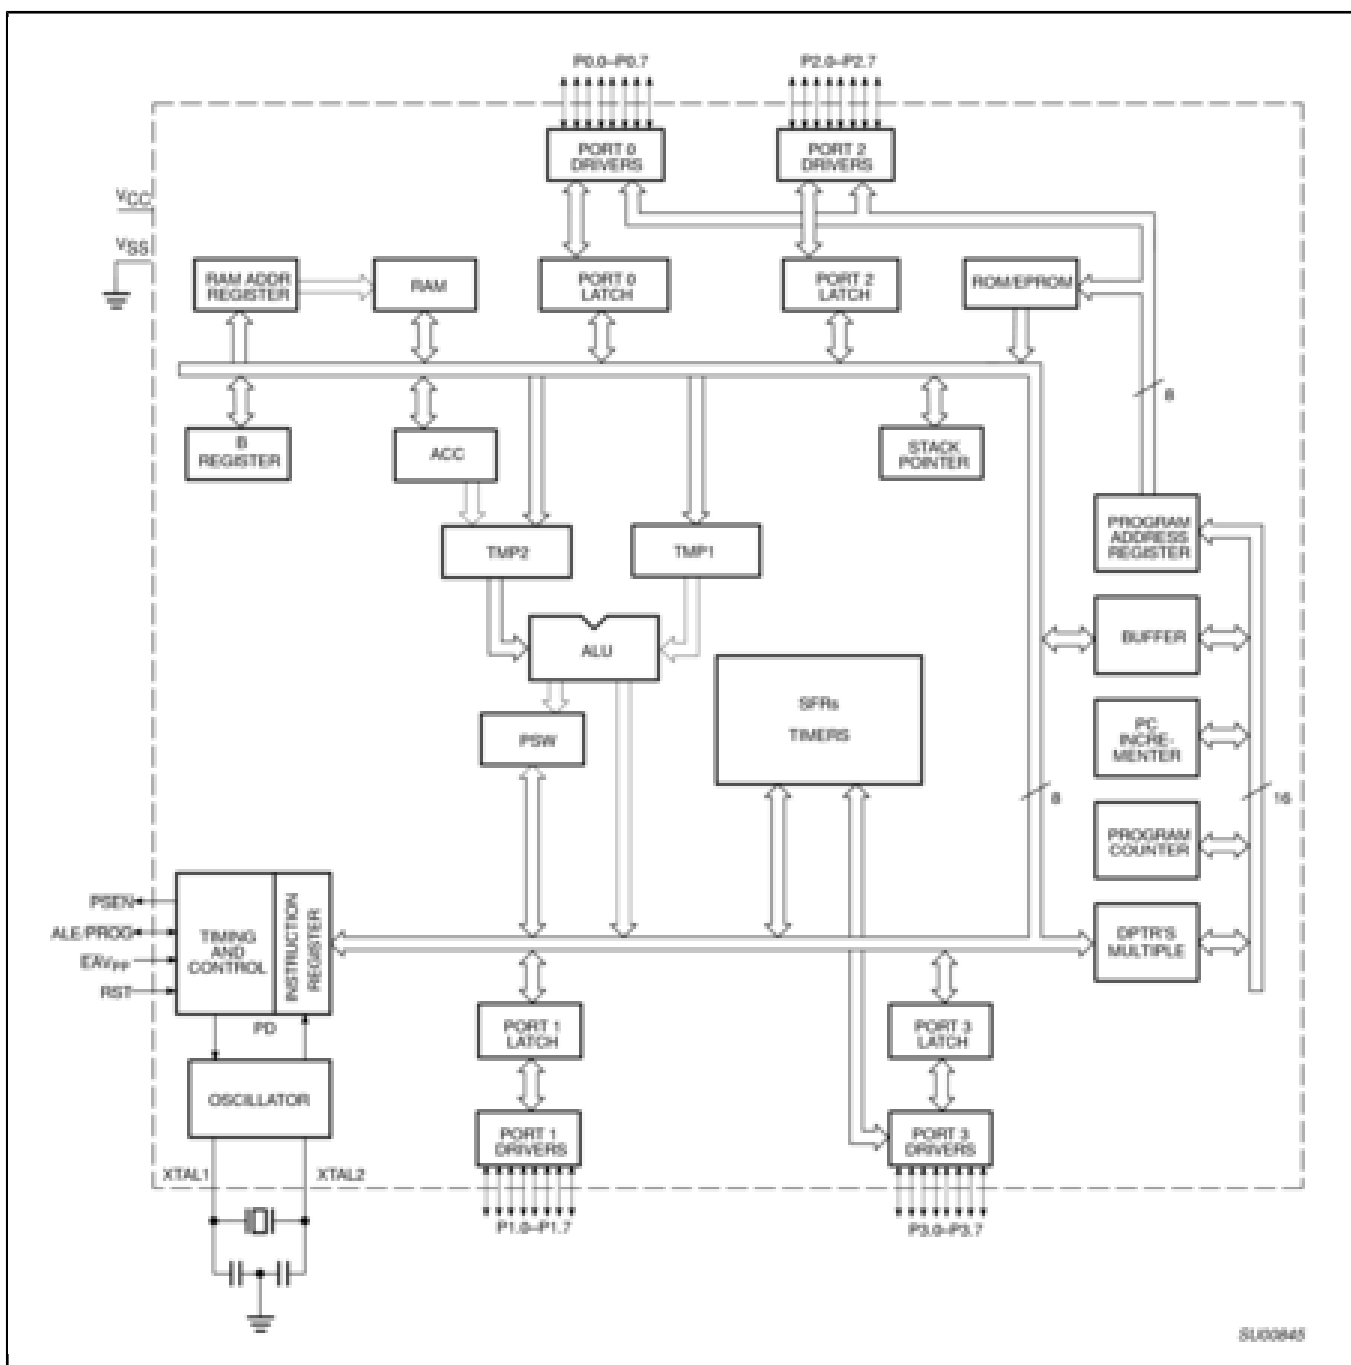 P0.0–P0.7
P2.0–P2.7
PORT 0
DRIVERS
PORT 2
DRIVERS
VCC
VSS
RAM ADDR
REGISTER
RAM
PORT 0
LATCH
PORT 2
LATCH
ROM/EPROM
8
B
REGISTER
ACC
STACK
POINTER
TMP2
TMP1
PROGRAM
ADDRESS
REGISTER
ALU
BUFFER
SFRs
TIMERS
PSW
PC
INCRE-
MENTER
8
16
PROGRAM
COUNTER
PSEN
ALE/PROG
EAVPP
RST
TIMING
AND
CONTROL
INSTRUCTION
REGISTER
DPTR'S
MULTIPLE
PD
PORT 1
LATCH
PORT 3
LATCH
OSCILLATOR
PORT 1
DRIVERS
PORT 3
DRIVERS
XTAL1
XTAL2
P1.0–P1.7
P3.0–P3.7
SU00845